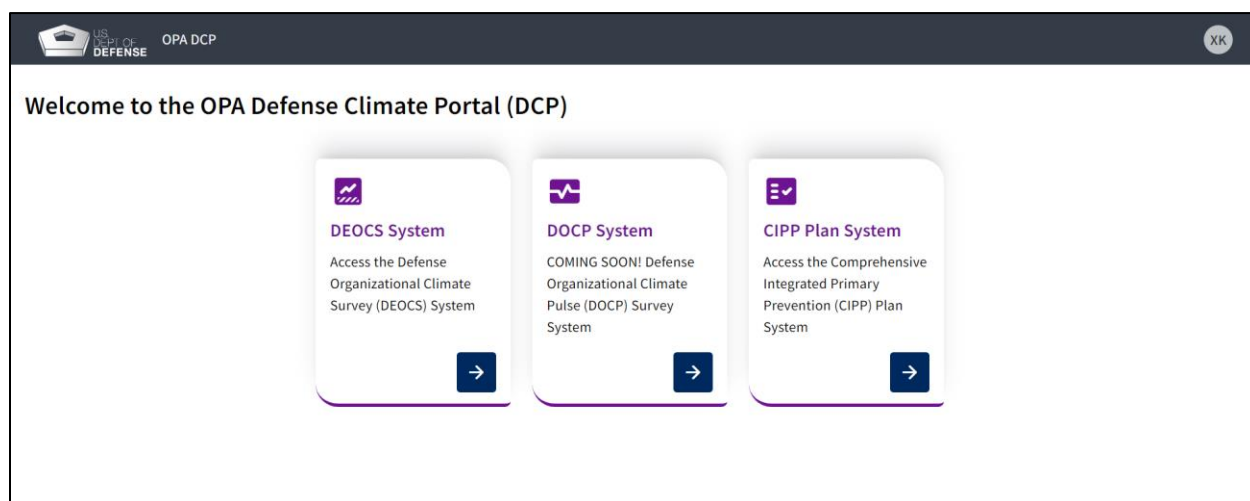 U.S.
DEPT OF
DEFENSE
OPA DCP
XK
Welcome to the OPA Defense Climate Portal (DCP)
DEOCS System
Access the Defense
Organizational Climate
Survey (DEOCS) System
DOCP System
COMING SOON! Defense
Organizational Climate
Pulse (DOCP) Survey
System
CIPP Plan System
Access the Comprehensive
Integrated Primary
Prevention (CIPP) Plan
System